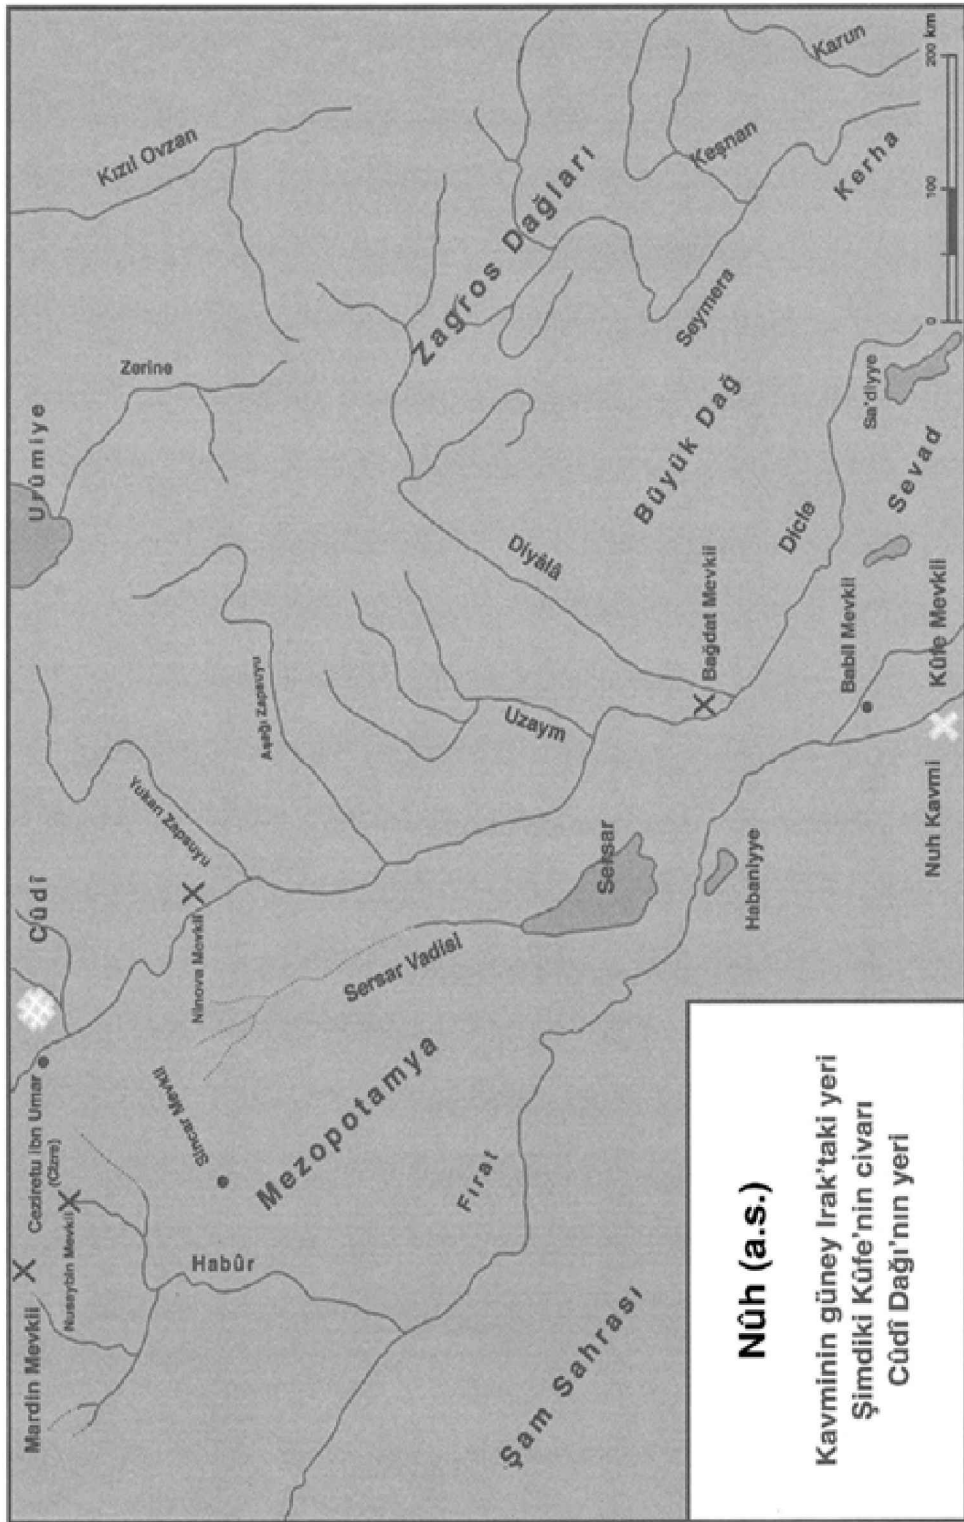 Mardin Mevkii
Nuseybin Mevkii
Ceziretu ibn Umar
(Cizre)
Cûdî
Urûmiye
Kızıl Ovzan
Zerine
Sincar Mevkii
Ninova Mevkii
Yukarı Zapsuyu
Aşağı Zapsuyu
Habûr
Mezopotamya
Sersar Vadisi
Uzaym
Diyâlâ
Zagros Dağları
Şam Sahrası
Fırat
Sersar
Habaniyye
Bağdat Mevkii
Büyük Dağ
Seymera
Keşnan
Karun
Kerha
Dicle
Babil Mevkii
Sevad
Sa'diyye
Nuh Kavmi
Kûfe Mevkii
0 100 200 km
Nûh (a.s.)
Kavminin güney Irak'taki yeri
Şimdiki Kûfe'nin civarı
Cûdî Dağı'nın yeri